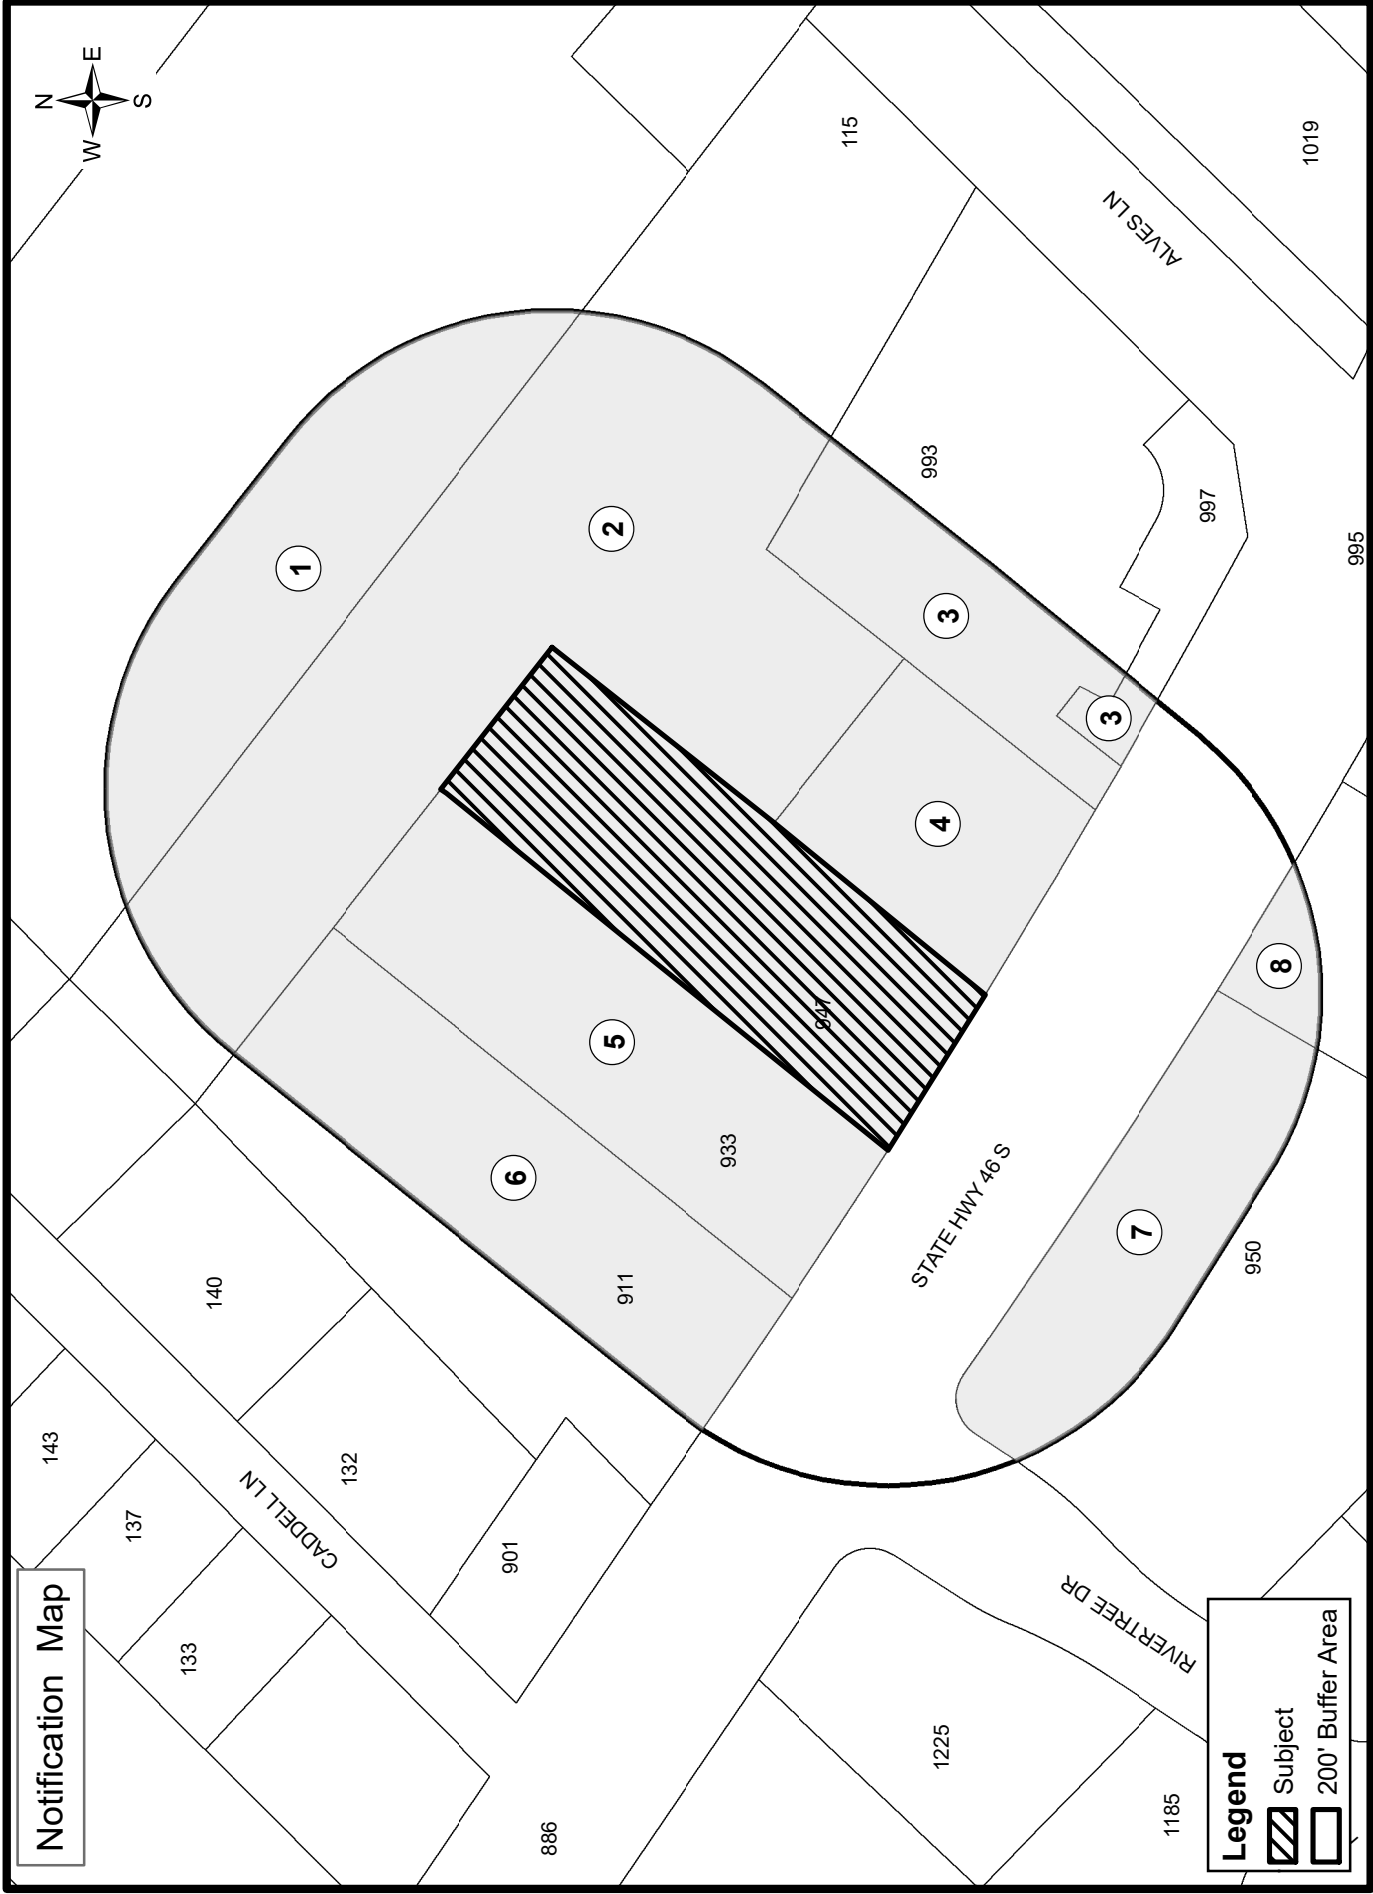 Notification Map
N
W
E
S
143
140
137
132
133
CADDELL LN
901
886
911
933
947
1
2
3
3
4
5
6
7
8
115
993
997
995
1019
ALVES LN
STATE HWY 46 S
950
RIVERTREE DR
1225
1185
Legend
Subject
200' Buffer Area